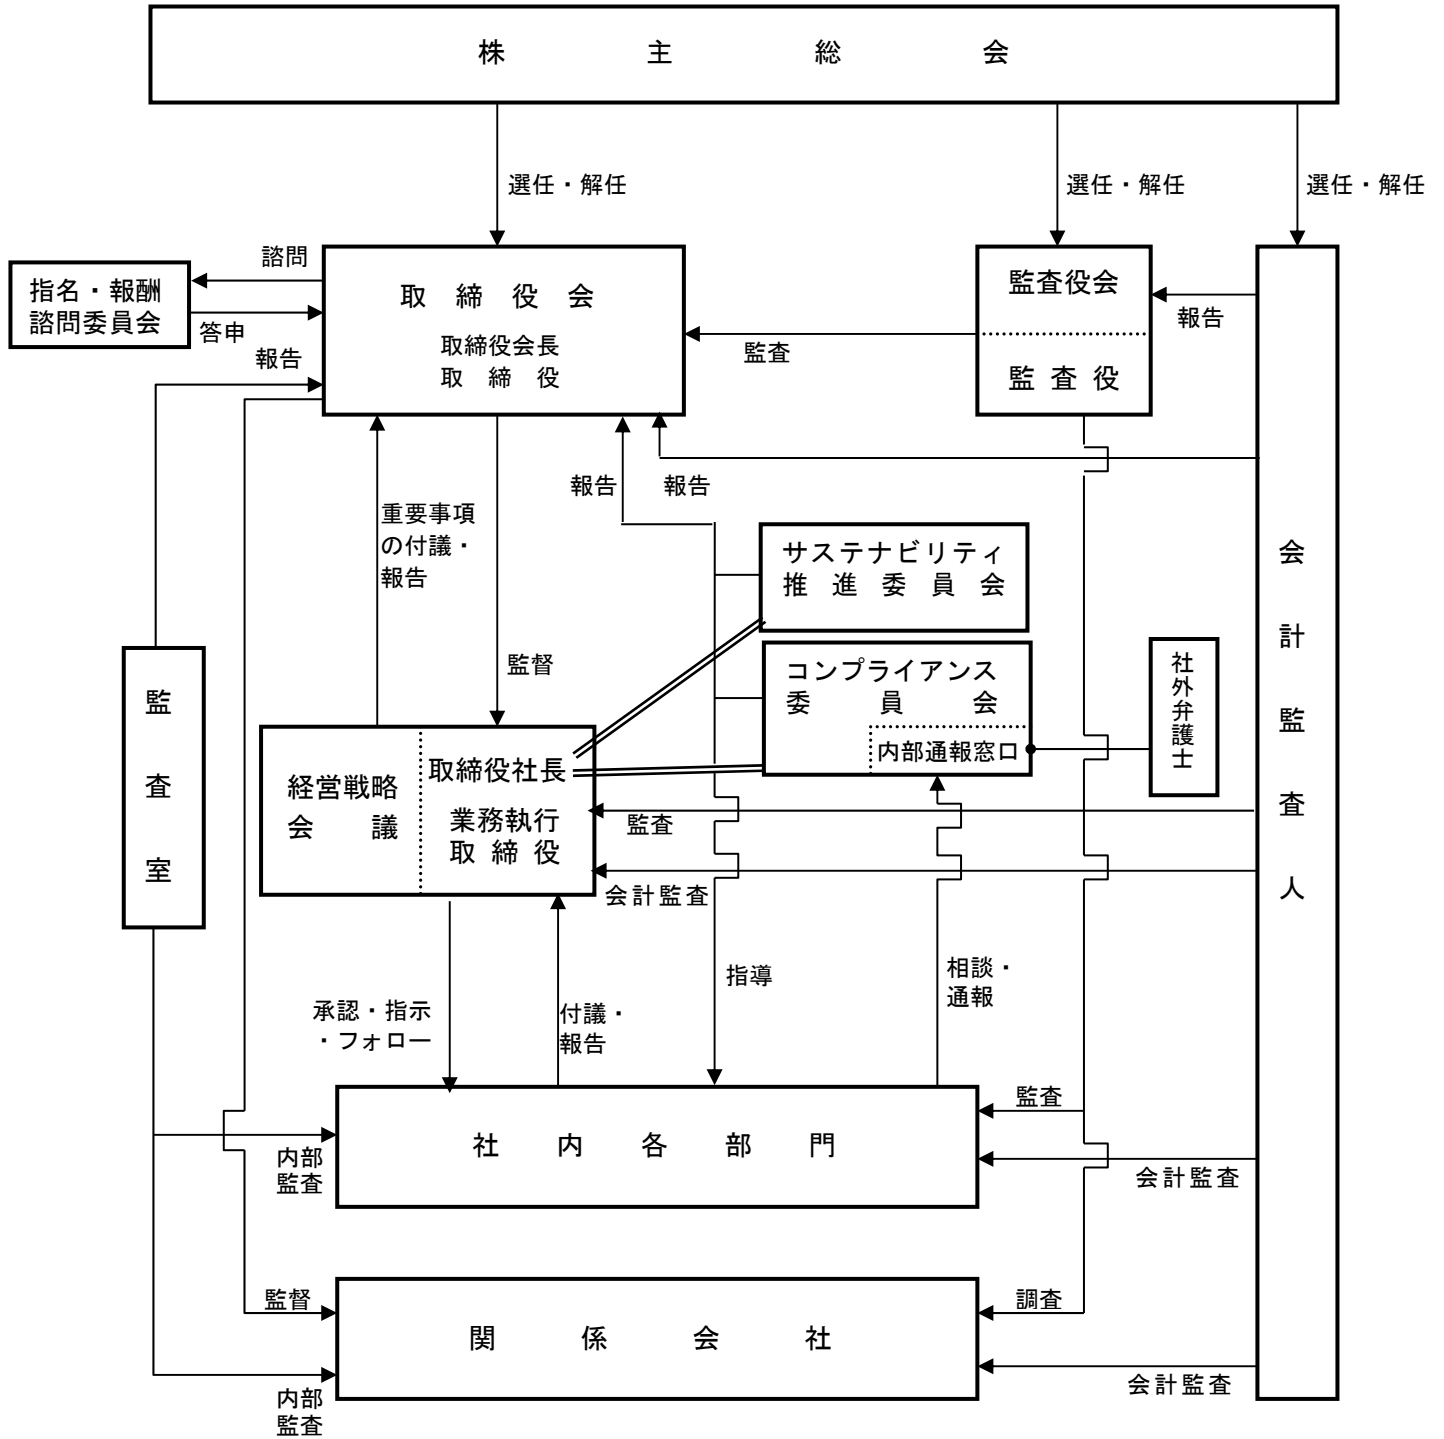 株主総会
選任・解任
選任・解任
選任・解任
諮問
指名・報酬
諮問委員会
答申
報告
取締役会
取締役会長
取締役
監査
監査役会
監査役
報告
報告
報告
重要事項
の付議・
報告
監督
サステナビリティ
推進委員会
コンプライアンス
委員会
内部通報窓口
社外弁護士
会計監査人
監査室
経営戦略
会議
取締役社長
業務執行
取締役
監査
会計監査
承認・指示
・フォロー
付議・
報告
指導
相談・
通報
監査
社内各部門
内部
監査
会計監査
監督
関係会社
調査
会計監査
内部
監査